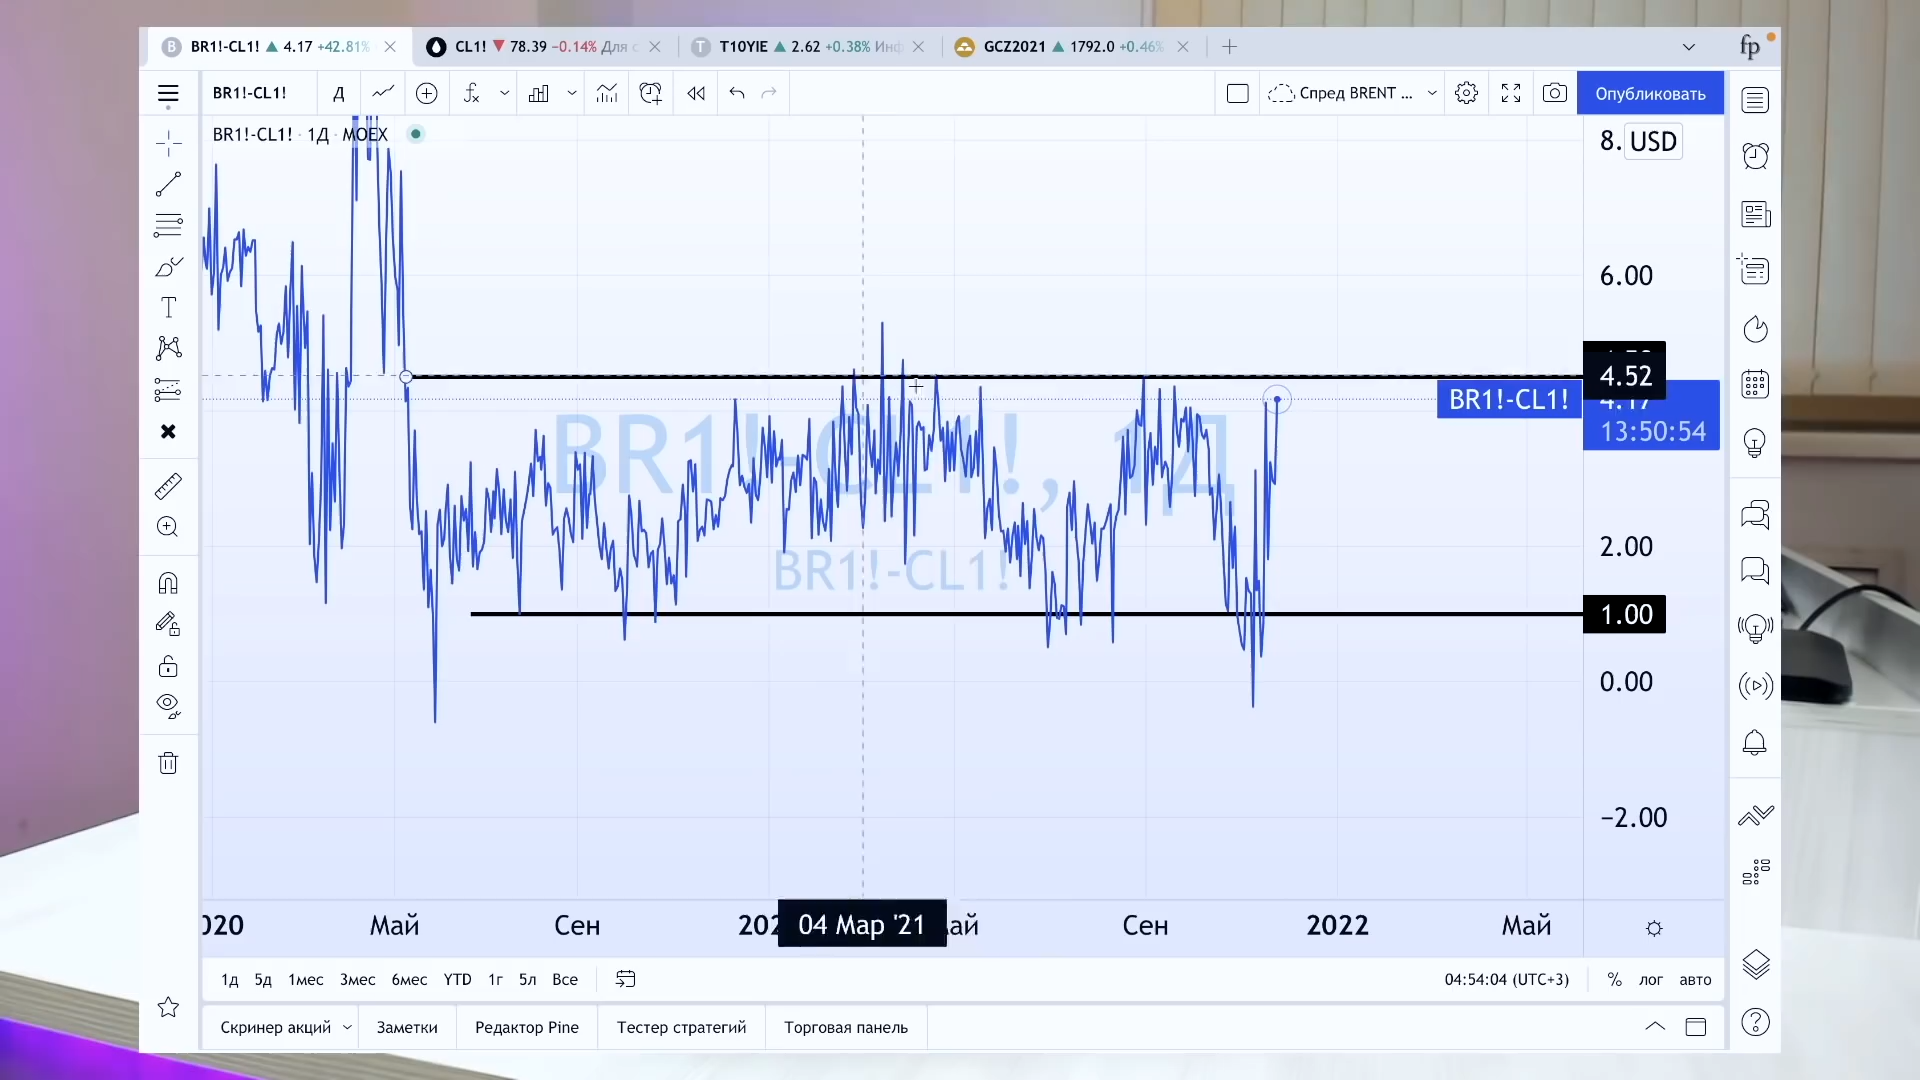 BR1!-CL1! 4.17 +42.81% CL1! 78.39 −0.14% Для T10YIE 2.62 +0.38% GCZ2021 1792.0 +0.46% fp
BR1!-CL1! Д Спред BRENT ... Опубликовать
BR1!-CL1! · 1Д · MOEX
8. USD
6.00
4.52
BR1!-CL1! 4.17
13:50:54
BR1!-CL1!, 1Д
BR1!-CL1!
2.00
1.00
0.00
−2.00
Май Сен 04 Мар '21 Сен 2022 Май
1д 5д 1мес 3мес 6мес YTD 1г 5л Все 04:54:04 (UTC+3) % лог авто
Скринер акций Заметки Редактор Pine Тестер стратегий Торговая панель